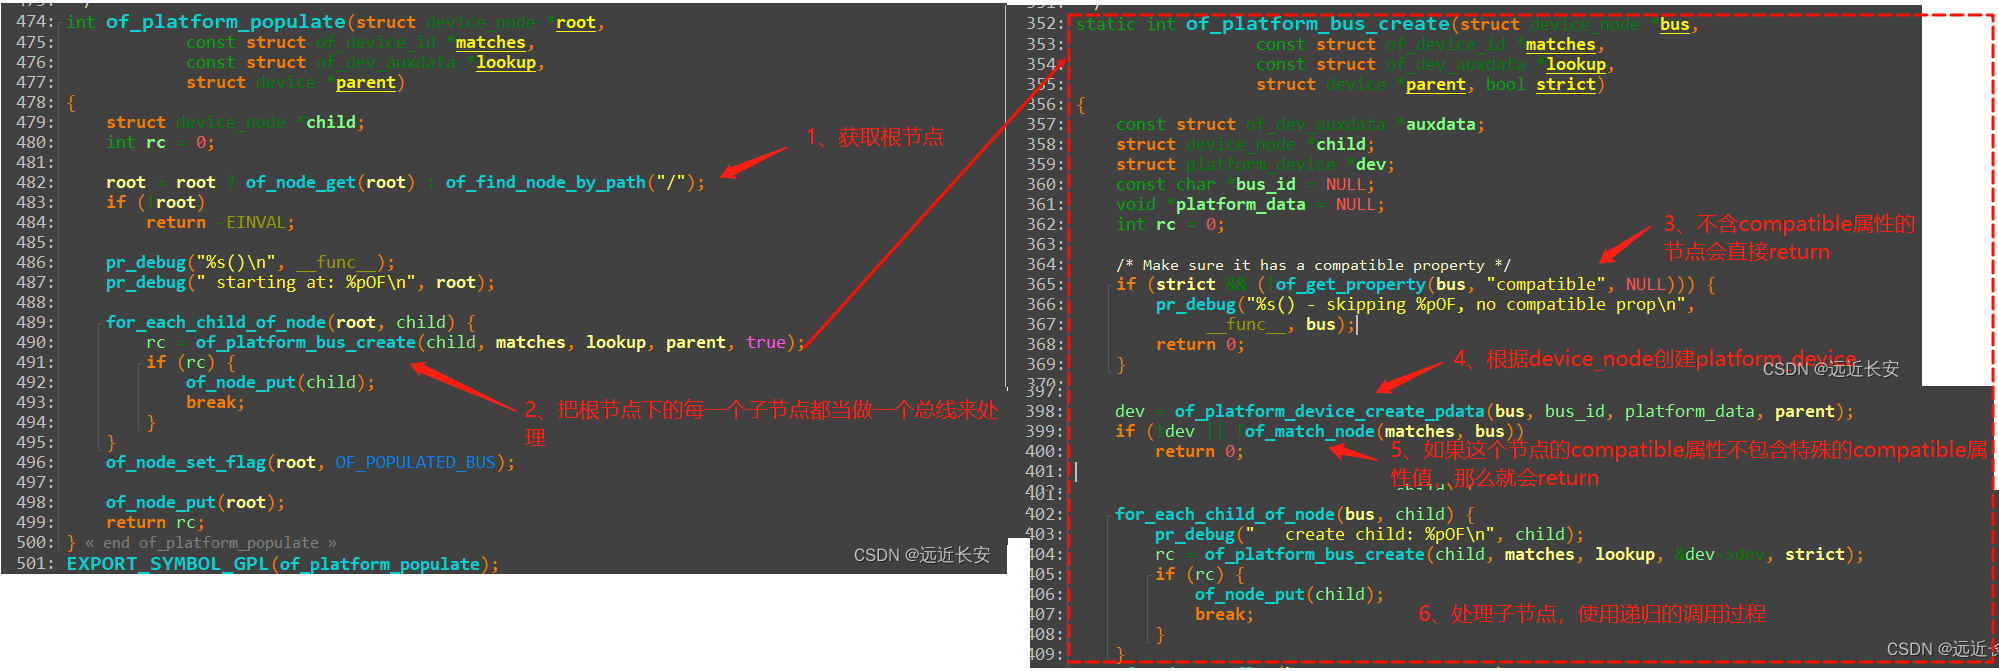 474: int of_platform_populate(struct device_node *root,
475: const struct of_device_id *matches,
476: const struct of_dev_auxdata *lookup,
477: struct device *parent)
478: {
479: struct device_node *child;
480: int rc = 0;
481:
482: root = root ? of_node_get(root) : of_find_node_by_path("/");
483: if (!root)
484: return -EINVAL;
485:
486: pr_debug("%s()\n", __func__);
487: pr_debug(" starting at: %pOF\n", root);
488:
489: for_each_child_of_node(root, child) {
490: rc = of_platform_bus_create(child, matches, lookup, parent, true);
491: if (rc) {
492: of_node_put(child);
493: break;
494: }
495: }
496: of_node_set_flag(root, OF_POPULATED_BUS);
497:
498: of_node_put(root);
499: return rc;
500: } « end of_platform_populate »
501: EXPORT_SYMBOL_GPL(of_platform_populate);
1、获取根节点
2、把根节点下的每一个子节点都当做一个总线来处
理
CSDN @远近长安
352: static int of_platform_bus_create(struct device_node *bus,
353: const struct of_device_id *matches,
354: const struct of_dev_auxdata *lookup,
355: struct device *parent, bool strict)
356: {
357: const struct of_dev_auxdata *auxdata;
358: struct device_node *child;
359: struct platform_device *dev;
360: const char *bus_id = NULL;
361: void *platform_data = NULL;
362: int rc = 0;
363:
364: /* Make sure it has a compatible property */
365: if (strict && (!of_get_property(bus, "compatible", NULL))) {
366: pr_debug("%s() - skipping %pOF, no compatible prop\n",
367: __func__, bus);
368: return 0;
369: }
370:
397:
398: dev = of_platform_device_create_pdata(bus, bus_id, platform_data, parent);
399: if (!dev || !of_match_node(matches, bus))
400: return 0;
401:
402:
401:
402: for_each_child_of_node(bus, child) {
403: pr_debug("   create child: %pOF\n", child);
404: rc = of_platform_bus_create(child, matches, lookup, &dev->dev, strict);
405: if (rc) {
406: of_node_put(child);
407: break;
408: }
409: }
3、不含compatible属性的
节点会直接return
4、根据device_node创建platform_device
CSDN @远近长安
5、如果这个节点的compatible属性不包含特殊的compatible属
性值，那么就会return
6、处理子节点，使用递归的调用过程
CSDN @远近